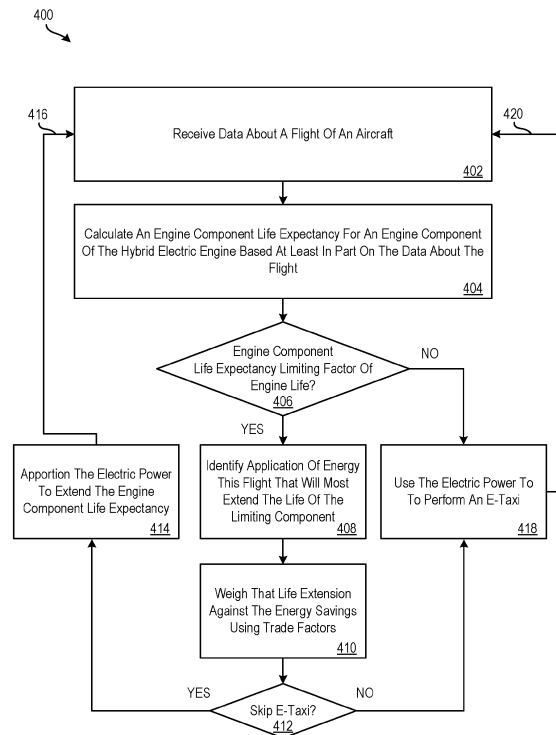 400
416
420
Receive Data About A Flight Of An Aircraft
402
Calculate An Engine Component Life Expectancy For An Engine Component
Of The Hybrid Electric Engine Based At Least In Part On The Data About The
Flight
404
Engine Component
Life Expectancy Limiting Factor Of
Engine Life?
406
NO
YES
Apportion The Electric Power
To Extend The Engine
Component Life Expectancy
414
Identify Application Of Energy
This Flight That Will Most
Extend The Life Of The
Limiting Component
408
Use The Electric Power To
To Perform An E-Taxi
418
Weigh That Life Extension
Against The Energy Savings
Using Trade Factors
410
YES
NO
Skip E-Taxi?
412